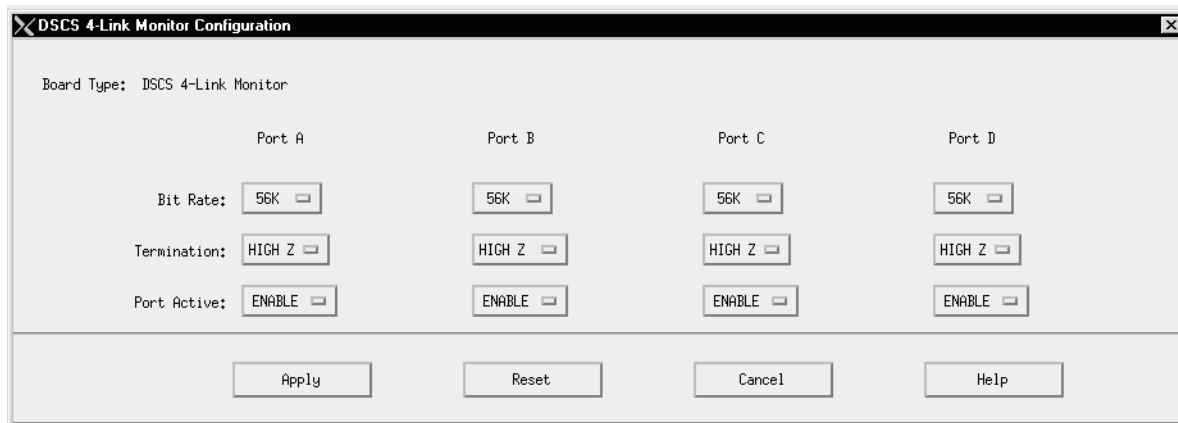 DSCS 4-Link Monitor Configuration
Board Type: DSCS 4-Link Monitor
Port A Port B Port C Port D
Bit Rate: 56K 56K 56K 56K
Termination: HIGH Z HIGH Z HIGH Z HIGH Z
Port Active: ENABLE ENABLE ENABLE ENABLE
Apply Reset Cancel Help